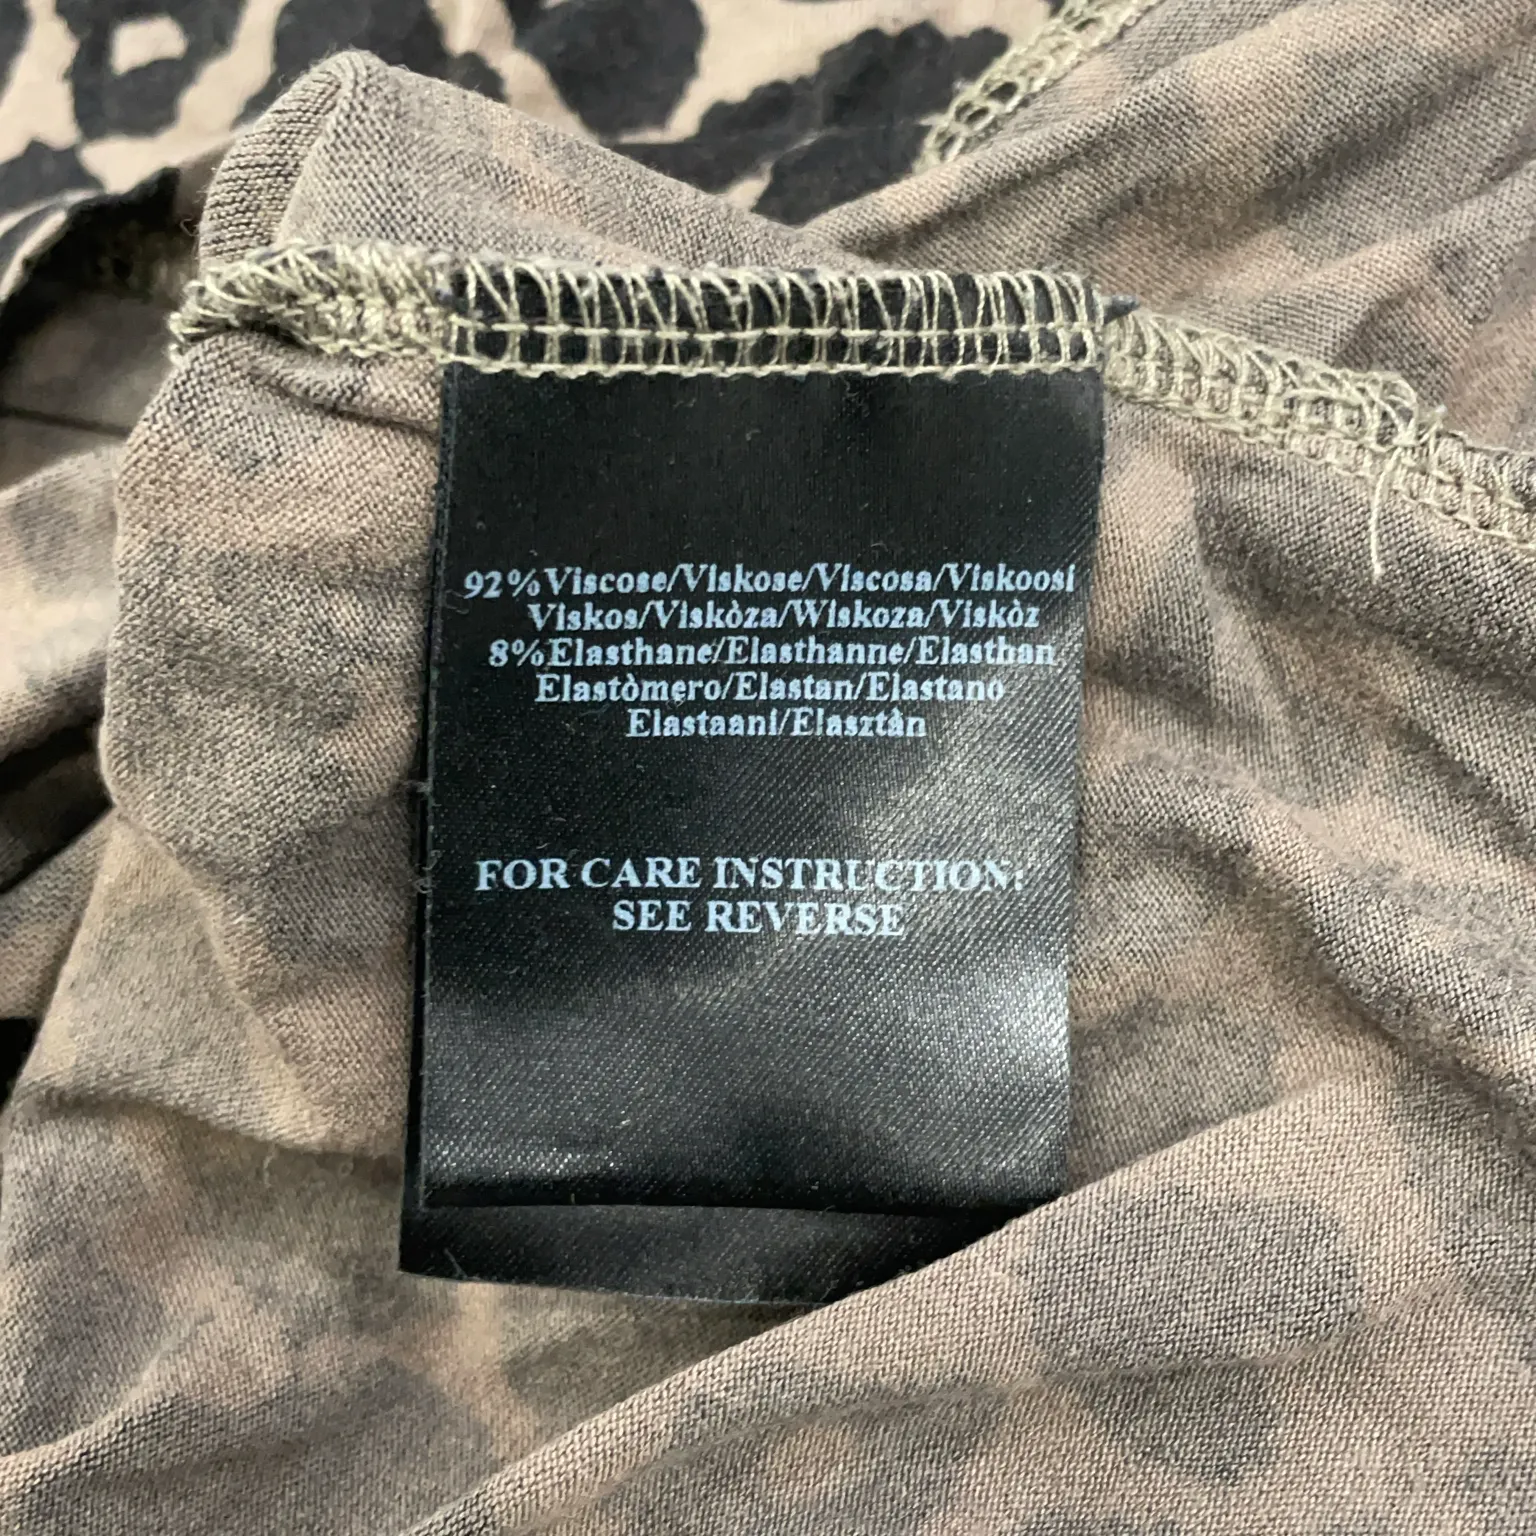 92%Viscose/Viskose/Viscosa/Viskoosi
Viskos/Viskòza/Wiskoza/Viskòz
8%Elasthane/Elasthanne/Elasthan
Elastòmero/Elastan/Elastano
Elastaani/Elasztàn
FOR CARE INSTRUCTION:
SEE REVERSE